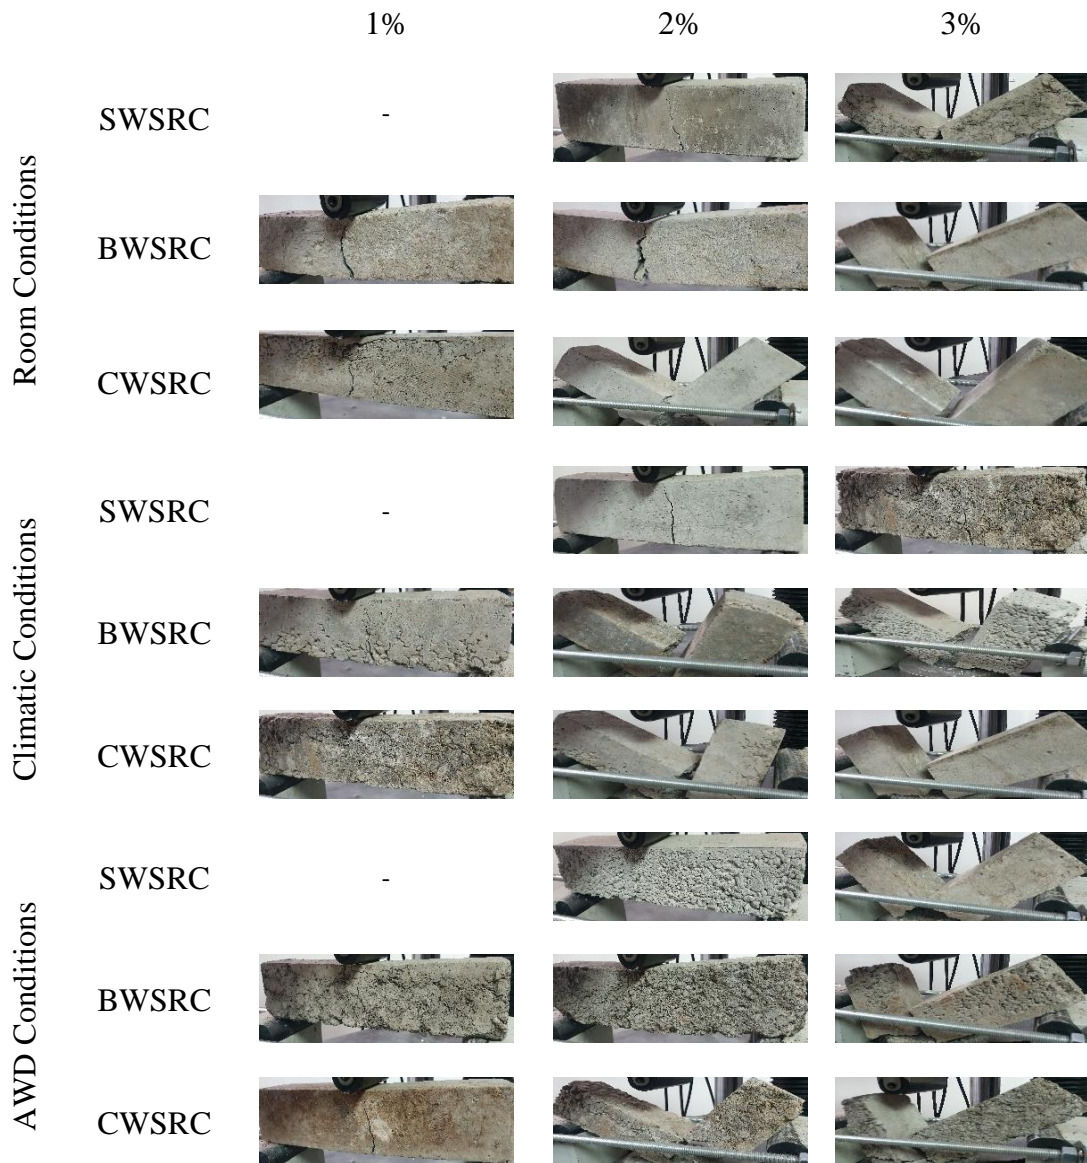 1% 2% 3%
Room Conditions
SWSRC -
BWSRC
CWSRC
Climatic Conditions
SWSRC -
BWSRC
CWSRC
AWD Conditions
SWSRC -
BWSRC
CWSRC